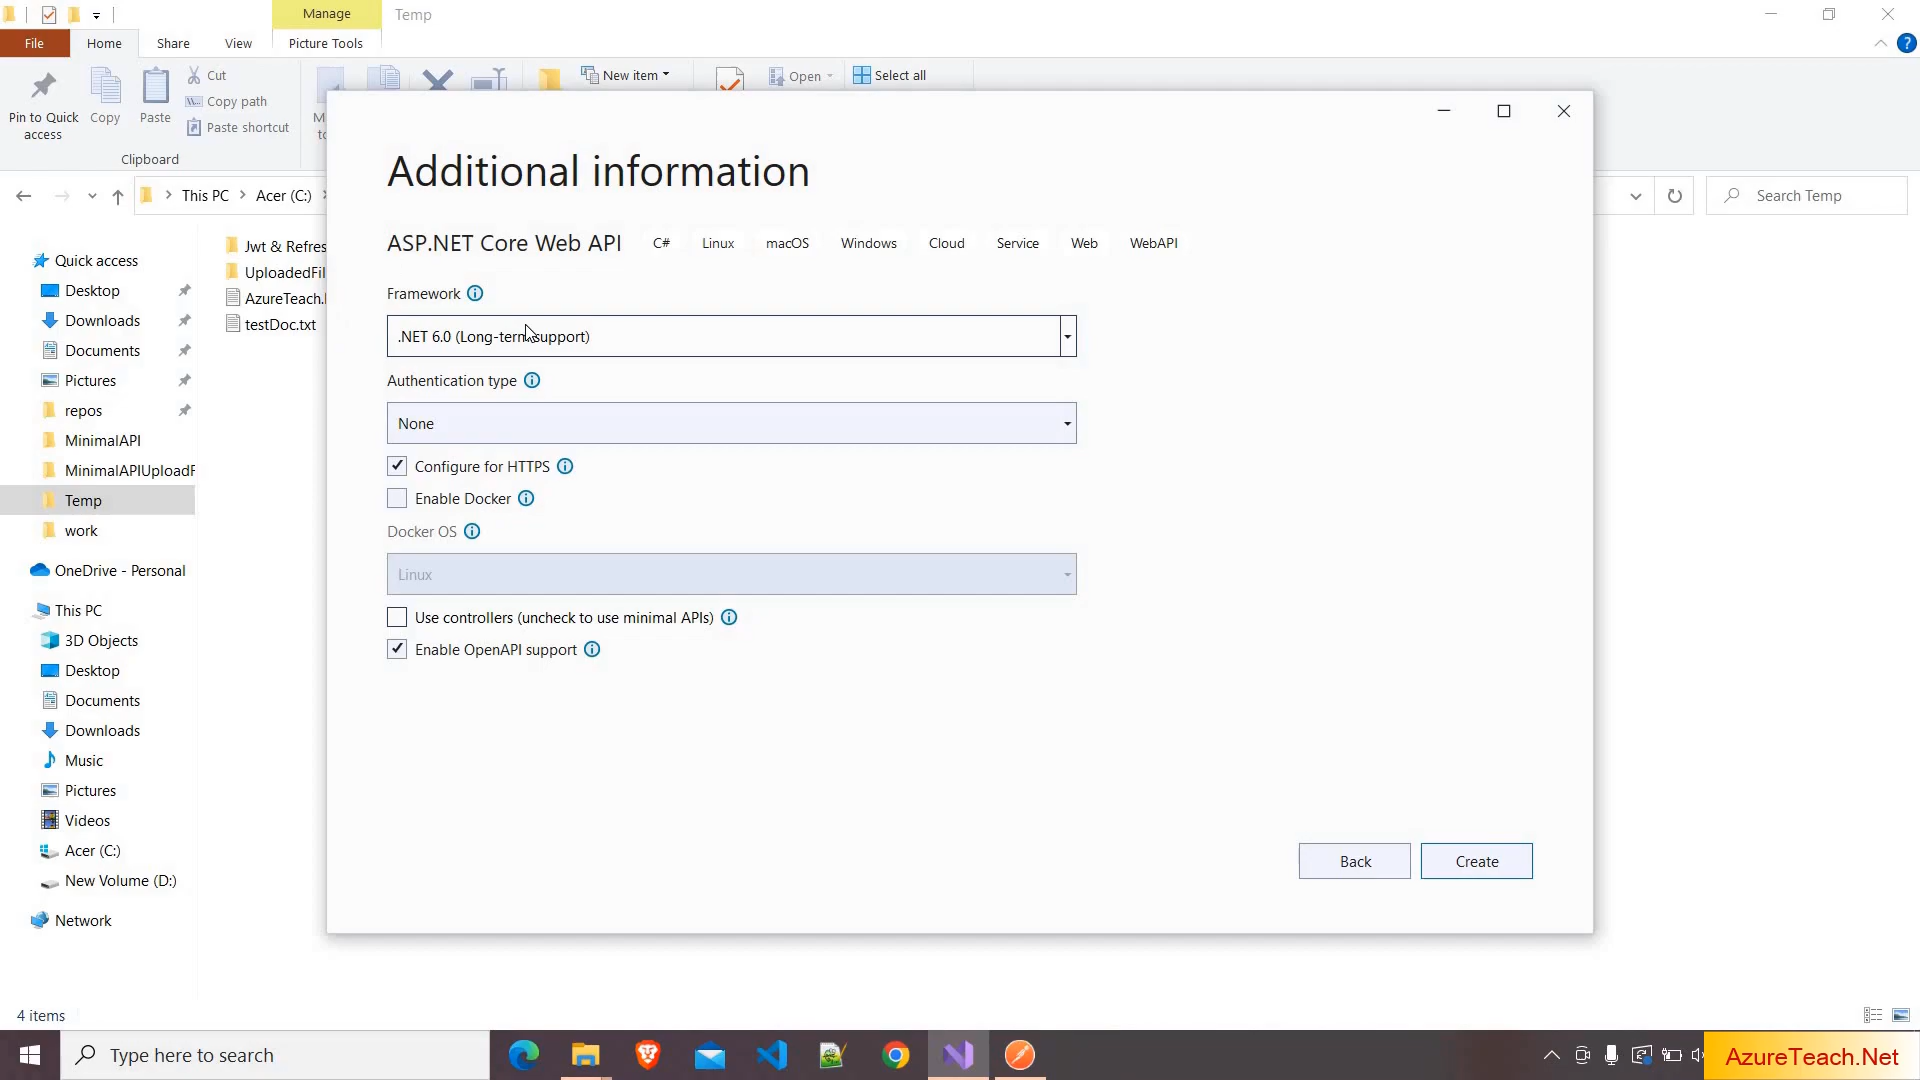 Manage
Temp
File
Home
Share
View
Picture Tools
Pin to Quick access
Copy
Paste
Cut
Copy path
Paste shortcut
Clipboard
New item
Open
Select all
This PC
Acer (C:)
Search Temp
Quick access
Desktop
Downloads
Documents
Pictures
repos
MinimalAPI
MinimalAPIUploadF
Temp
work
OneDrive - Personal
This PC
3D Objects
Desktop
Documents
Downloads
Music
Pictures
Videos
Acer (C:)
New Volume (D:)
Network
Jwt & Refres
UploadedFil
AzureTeach.
testDoc.txt
Additional information
ASP.NET Core Web API C# Linux macOS Windows Cloud Service Web WebAPI
Framework
.NET 6.0 (Long-term support)
Authentication type
None
Configure for HTTPS
Enable Docker
Docker OS
Linux
Use controllers (uncheck to use minimal APIs)
Enable OpenAPI support
Back
Create
4 items
Type here to search
AzureTeach.Net